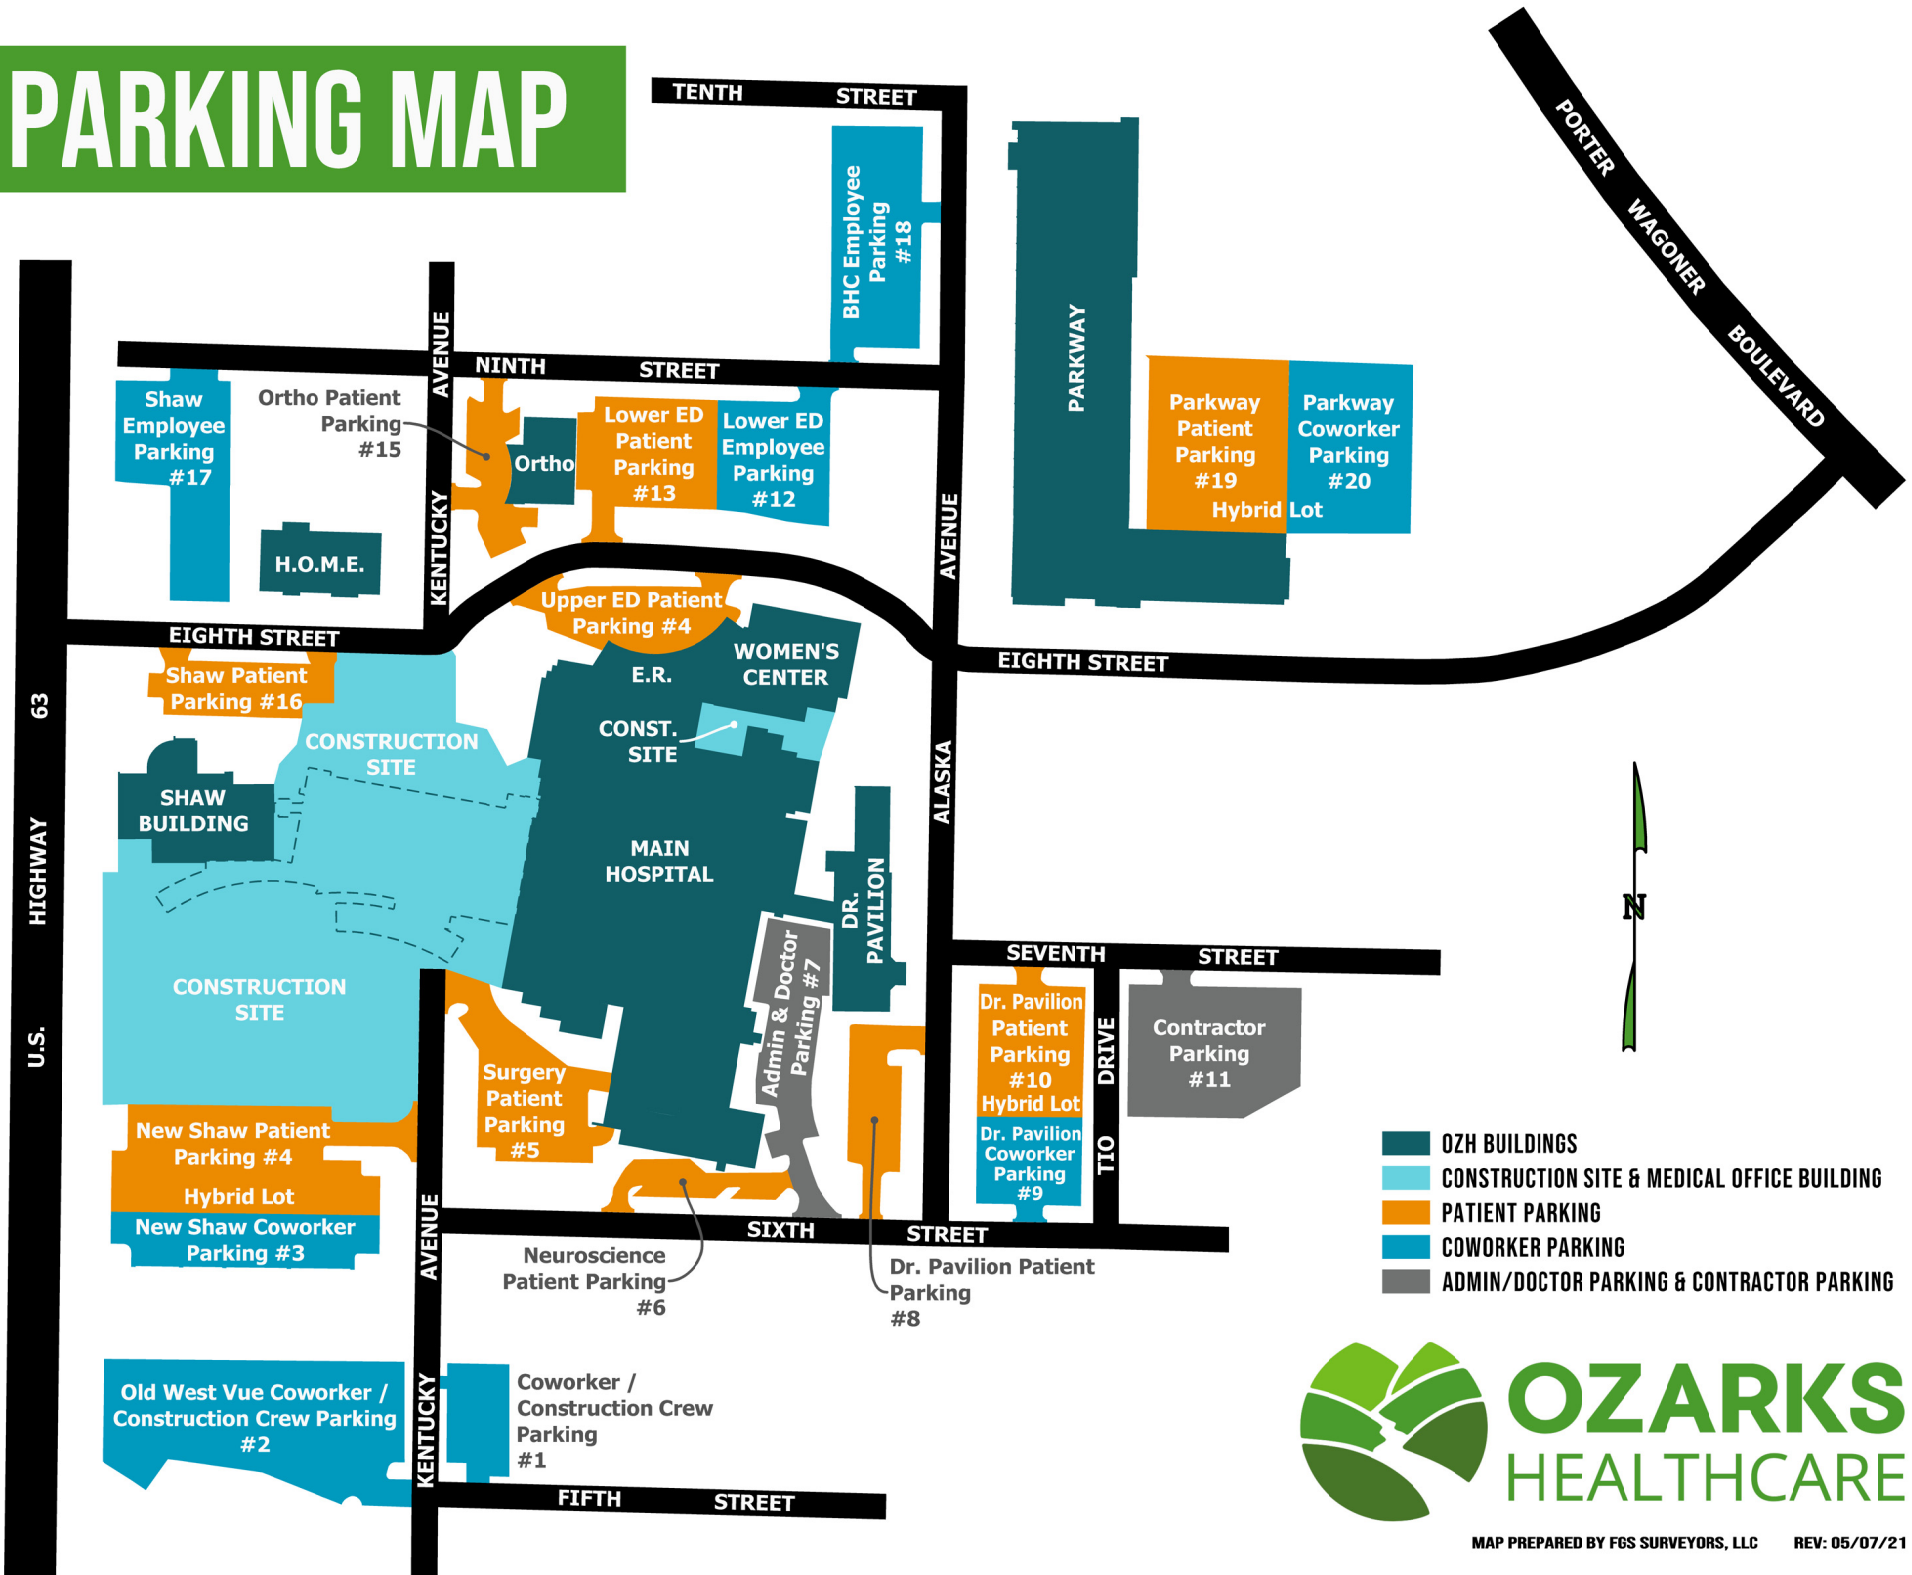 PARKING MAP
TENTH STREET
PORTER WAGONER BOULEVARD
BHC Employee
Parking
#18
AVENUE
NINTH STREET
Shaw
Employee
Parking
#17
Ortho Patient
Parking
#15
Ortho
Lower ED
Patient
Parking
#13
Lower ED
Employee
Parking
#12
PARKWAY
Parkway
Patient
Parking
#19
Parkway
Coworker
Parking
#20
Hybrid Lot
KENTUCKY
AVENUE
H.O.M.E.
EIGHTH STREET
Upper ED Patient
Parking #4
EIGHTH STREET
WOMEN'S
CENTER
E.R.
Shaw Patient
Parking #16
CONST.
SITE
CONSTRUCTION
SITE
SHAW
BUILDING
MAIN
HOSPITAL
ALASKA
DR.
PAVILION
U.S. HIGHWAY 63
N
Admin & Doctor
Parking #7
SEVENTH STREET
CONSTRUCTION
SITE
Dr. Pavilion
Patient
Parking
#10
Hybrid Lot
Dr. Pavilion
Coworker
Parking
#9
TIO DRIVE
Contractor
Parking
#11
Surgery
Patient
Parking
#5
New Shaw Patient
Parking #4
Hybrid Lot
New Shaw Coworker
Parking #3
KENTUCKY AVENUE
SIXTH STREET
Neuroscience
Patient Parking
#6
Dr. Pavilion Patient
Parking
#8
Old West Vue Coworker /
Construction Crew Parking
#2
Coworker /
Construction Crew
Parking
#1
FIFTH STREET
OZH BUILDINGS
CONSTRUCTION SITE & MEDICAL OFFICE BUILDING
PATIENT PARKING
COWORKER PARKING
ADMIN/DOCTOR PARKING & CONTRACTOR PARKING
OZARKS
HEALTHCARE
MAP PREPARED BY FGS SURVEYORS, LLC REV: 05/07/21